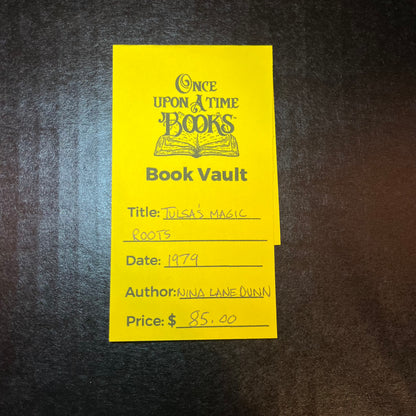 ONCE
UPON A TIME
BOOKS
Book Vault
Title: TULSA'S MAGIC
ROOTS
Date: 1979
Author: NINA LANE DUNN
Price: $ 85.00